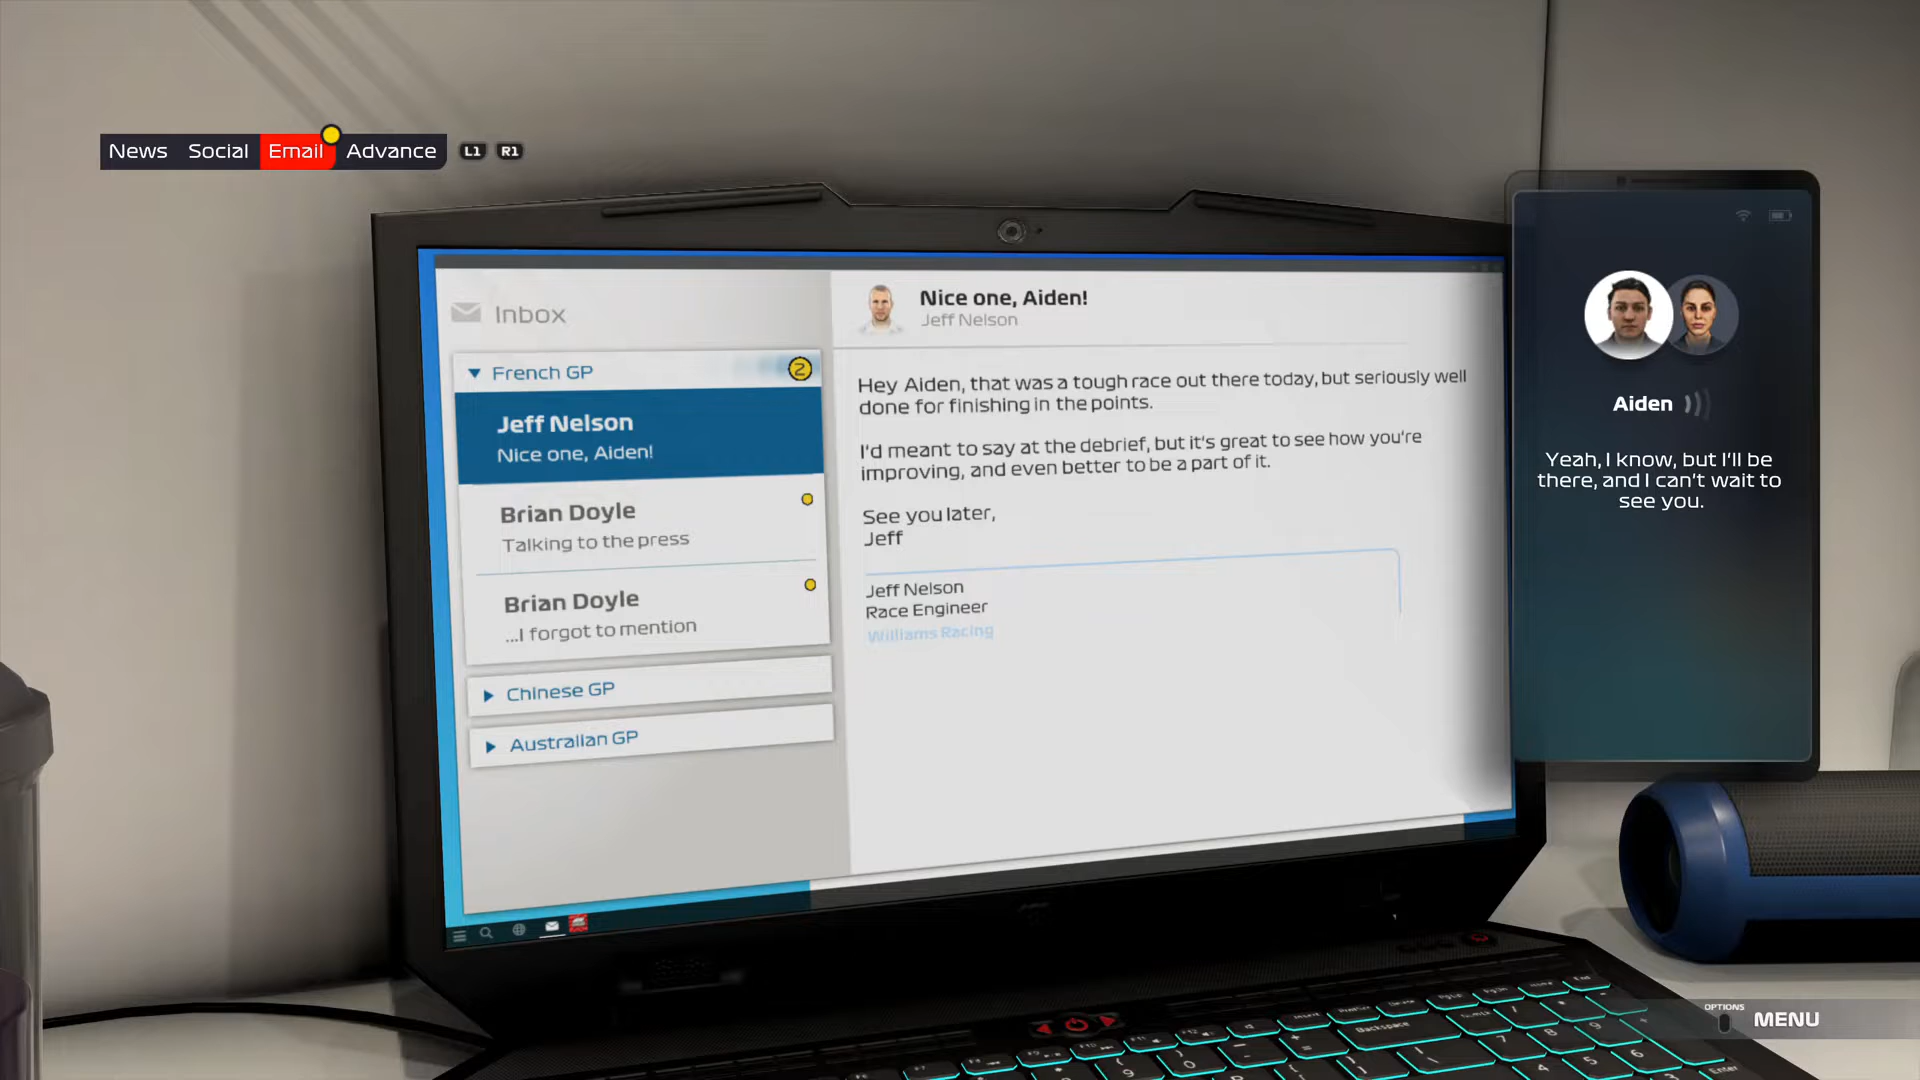 News Social Email Advance L1 R1
Inbox
French GP 2
Jeff Nelson
Nice one, Aiden!
Brian Doyle
Talking to the press
Brian Doyle
...I forgot to mention
Chinese GP
Australian GP
Nice one, Aiden!
Jeff Nelson
Hey Aiden, that was a tough race out there today, but seriously well
done for finishing in the points.
I'd meant to say at the debrief, but it's great to see how you're
improving, and even better to be a part of it.
See you later,
Jeff
Jeff Nelson
Race Engineer
Williams Racing
Aiden
Yeah, I know, but I'll be
there, and I can't wait to
see you.
Backspace
Enter
End
OPTIONS
MENU